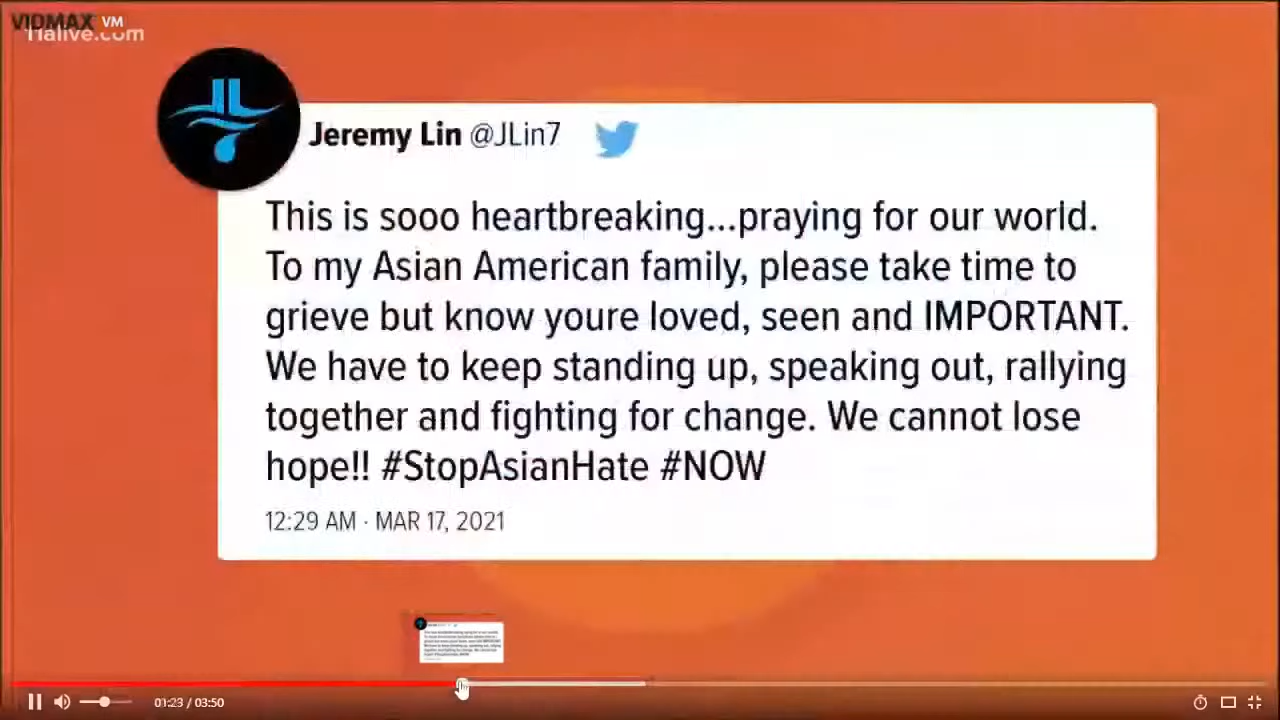 VIDMAX VM
11alive.com
JL
Jeremy Lin @JLin7
This is sooo heartbreaking...praying for our world.
To my Asian American family, please take time to
grieve but know youre loved, seen and IMPORTANT.
We have to keep standing up, speaking out, rallying
together and fighting for change. We cannot lose
hope!! #StopAsianHate #NOW
12:29 AM · MAR 17, 2021
01:23 / 03:50